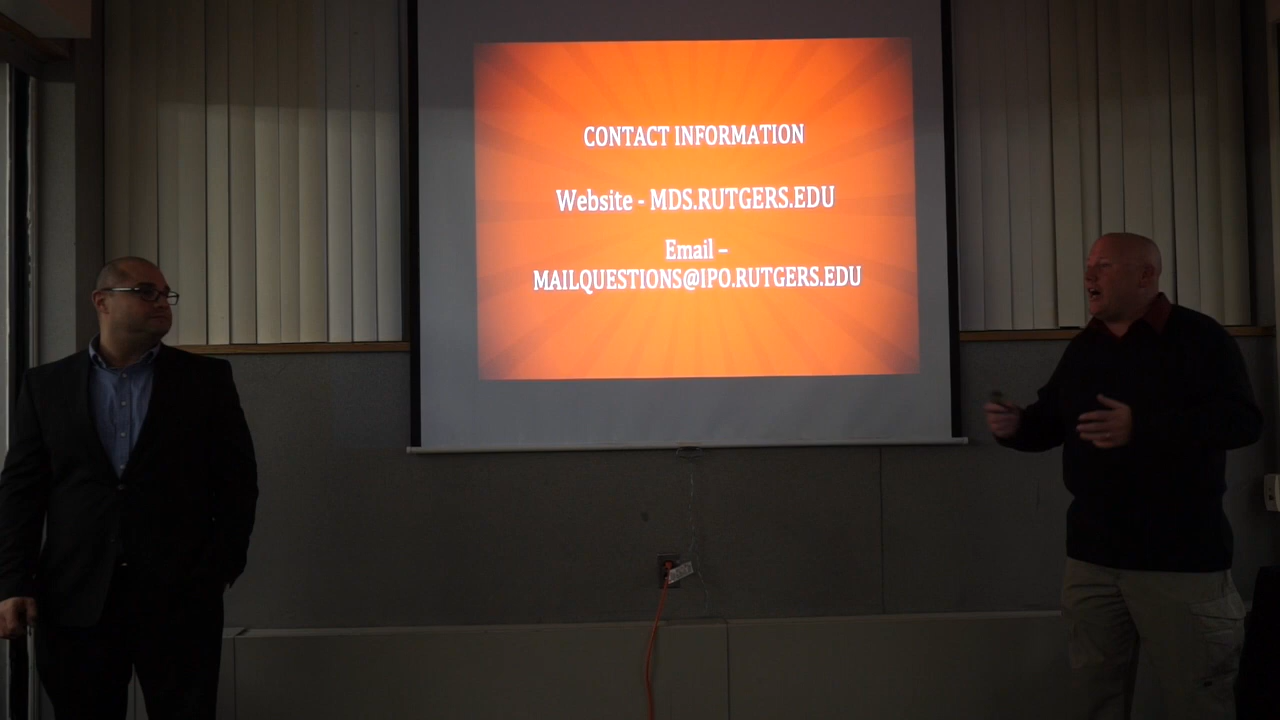 CONTACT INFORMATION
Website - MDS.RUTGERS.EDU
Email –
MAILQUESTIONS@IPO.RUTGERS.EDU